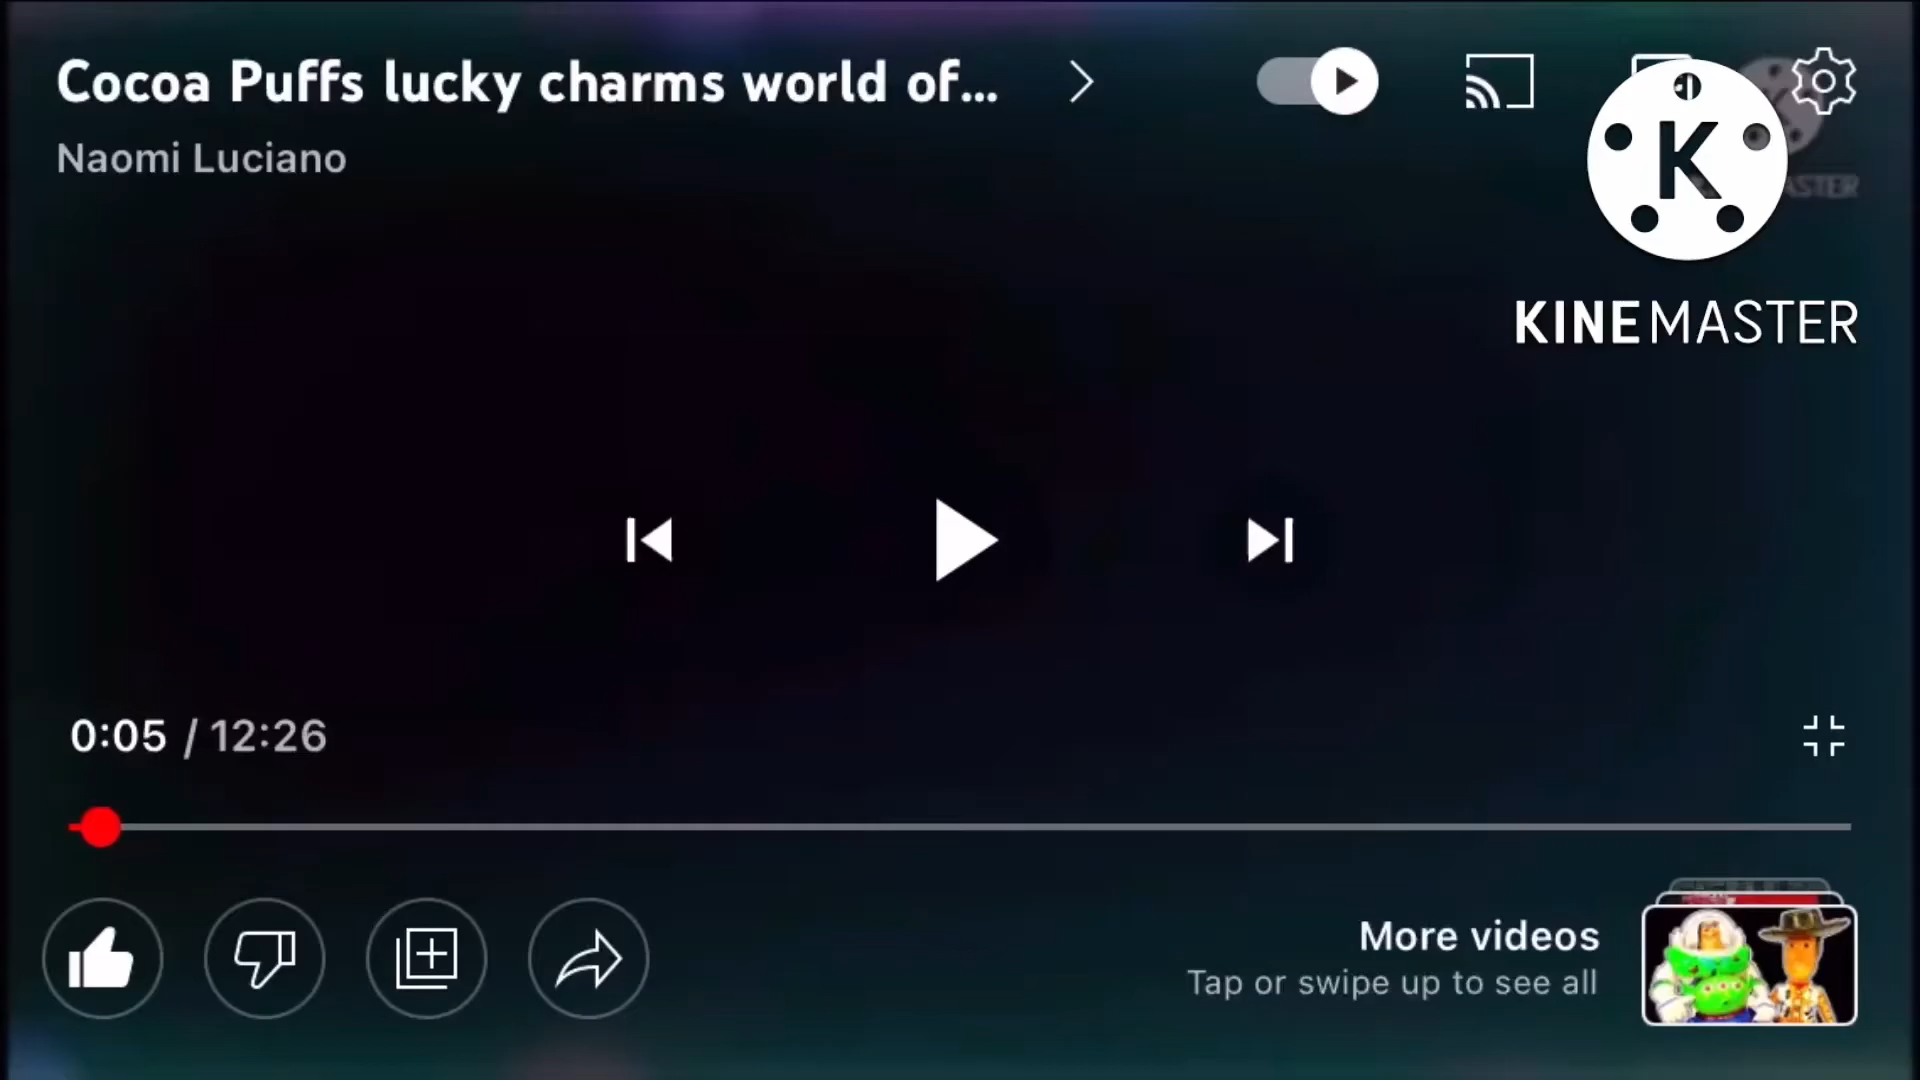 Cocoa Puffs lucky charms world of...
Naomi Luciano
K
ASTER
KINEMASTER
0:05 / 12:26
More videos
Tap or swipe up to see all